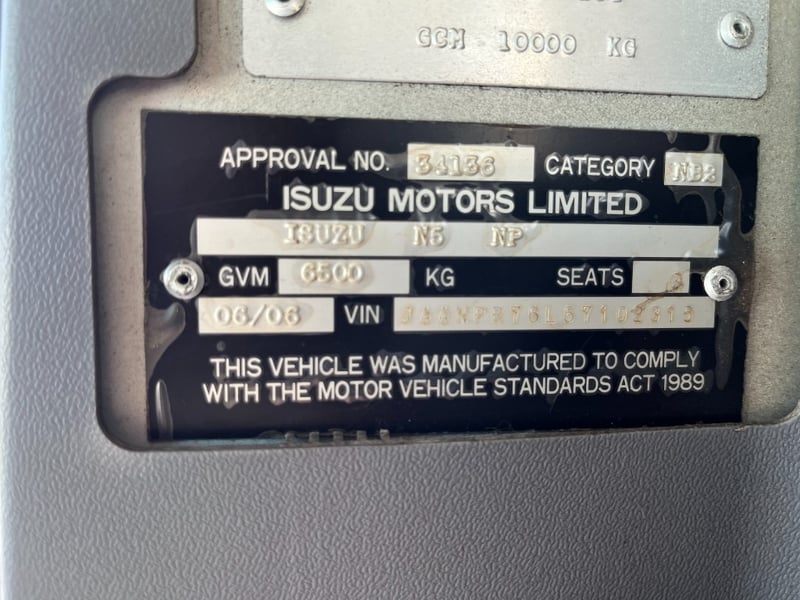 GCM - 10000 KG
APPROVAL NO. 34136 CATEGORY NB2
ISUZU MOTORS LIMITED
ISUZU N5 NP
GVM 6500 KG SEATS
06/06 VIN
THIS VEHICLE WAS MANUFACTURED TO COMPLY
WITH THE MOTOR VEHICLE STANDARDS ACT 1989